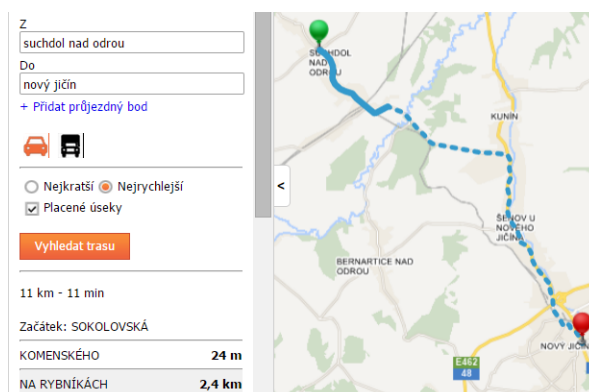 Z
suchdol nad odrou
Do
nový jičín
+ Přidat průjezdný bod
Nejkratší
Nejrychlejší
Placené úseky
Vyhledat trasu
11 km - 11 min
Začátek: SOKOLOVSKÁ
KOMENSKÉHO 24 m
NA RYBNÍKÁCH 2,4 km
<
SUCHDOL
NAD
ODROU
KUNÍN
ŠENOV U
NOVÉHO
JIČÍNA
BERNARTICE NAD
ODROU
NOVÝ JIČÍN
E462
48